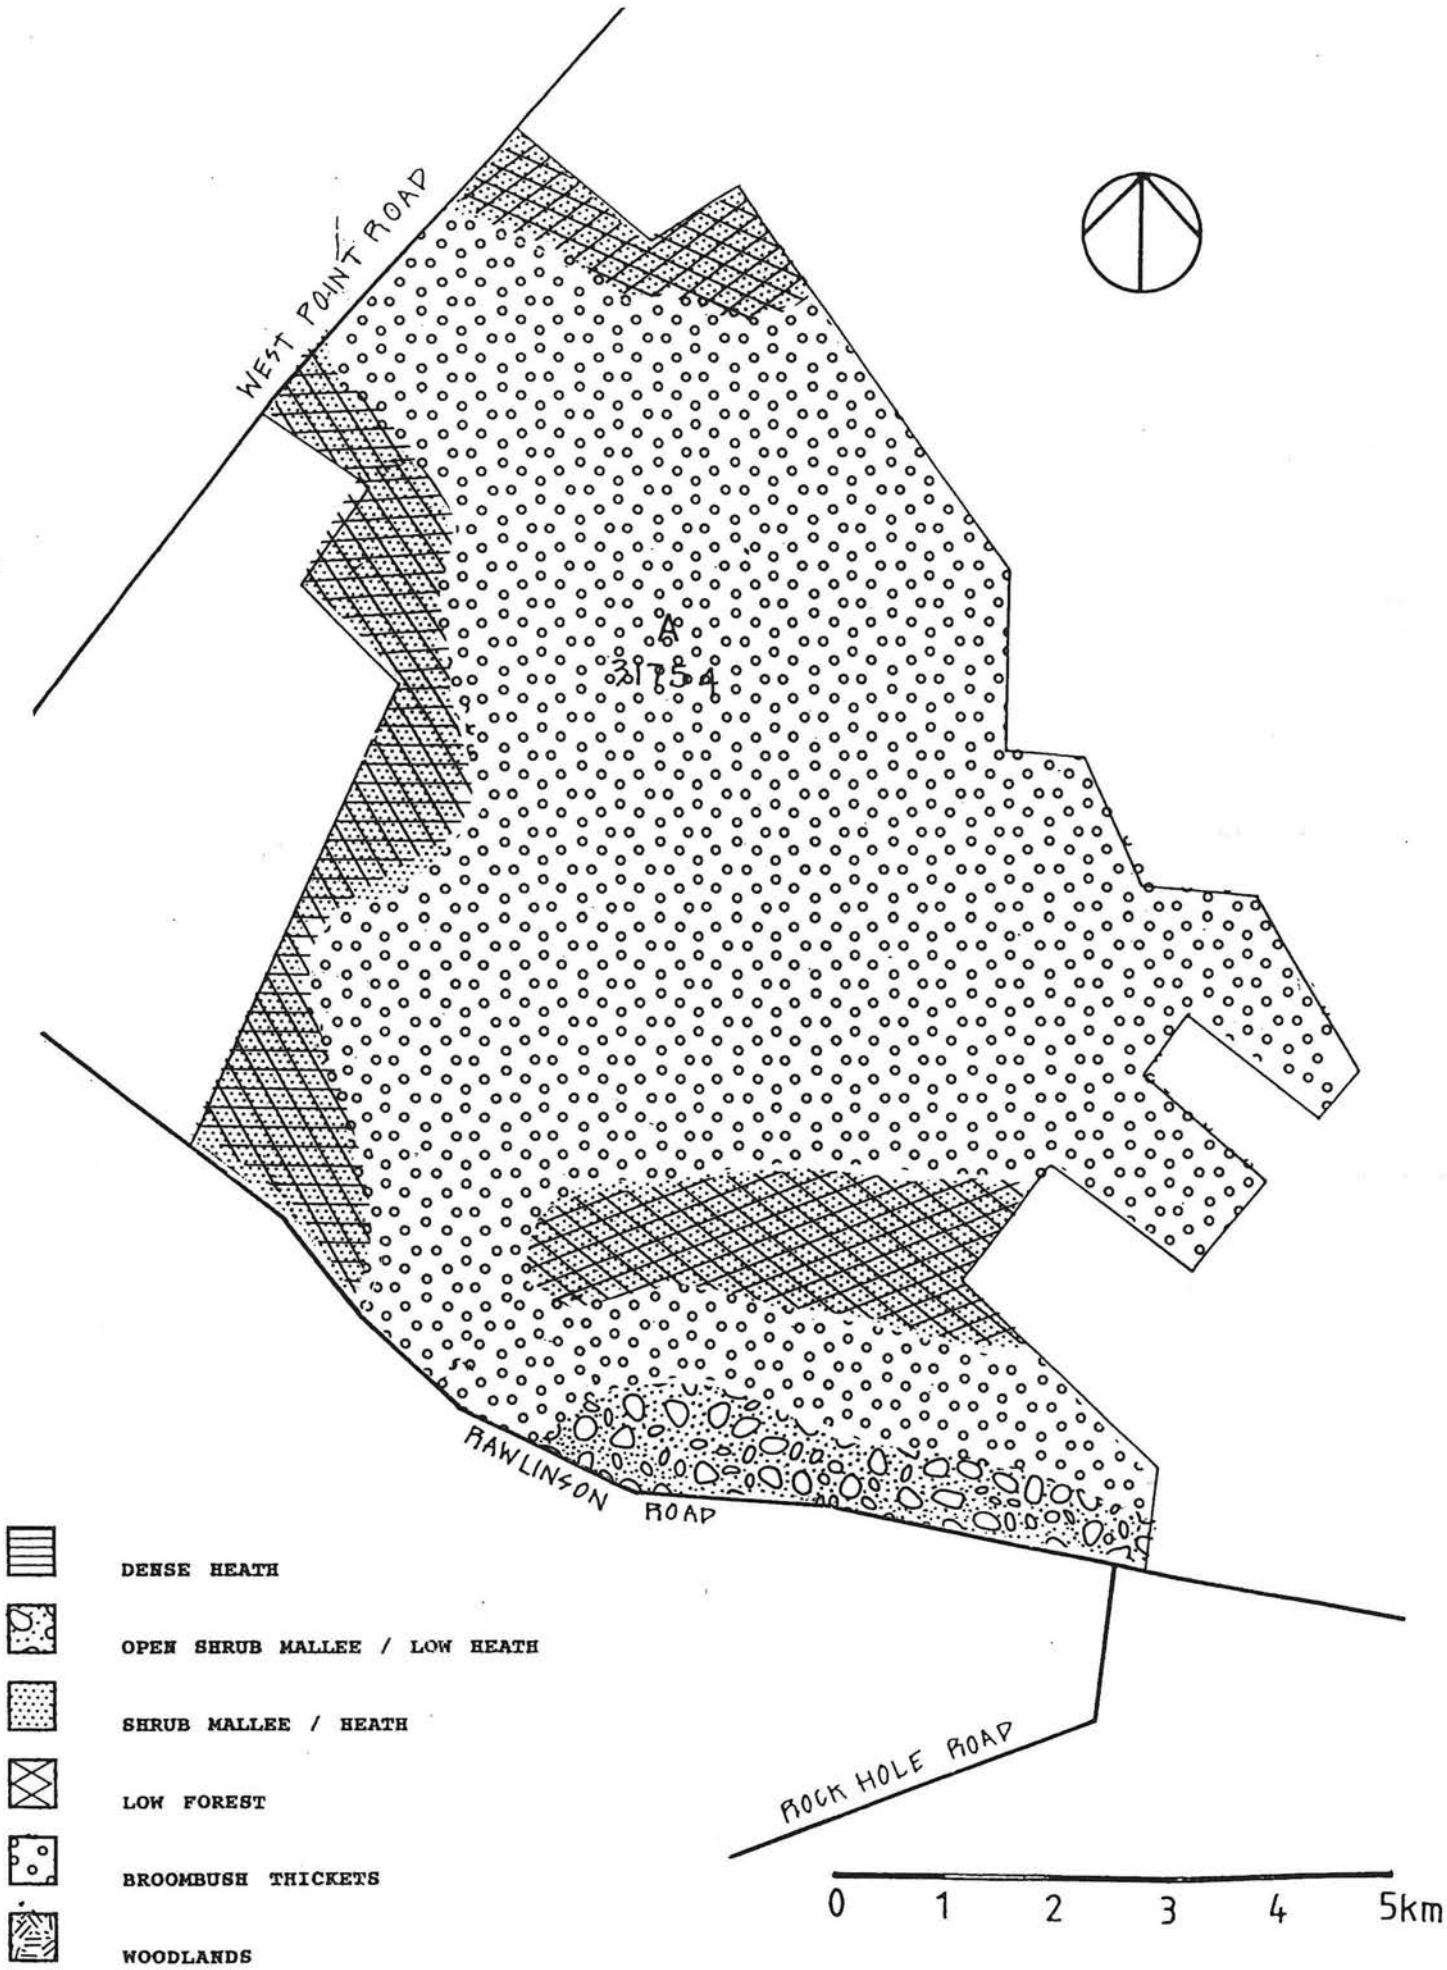 WEST POINT ROAD
A
31754
RAWLINSON ROAD
DENSE HEATH
OPEN SHRUB MALLEE / LOW HEATH
SHRUB MALLEE / HEATH
LOW FOREST
BROOMBUSH THICKETS
WOODLANDS
ROCK HOLE ROAD
0 1 2 3 4 5km